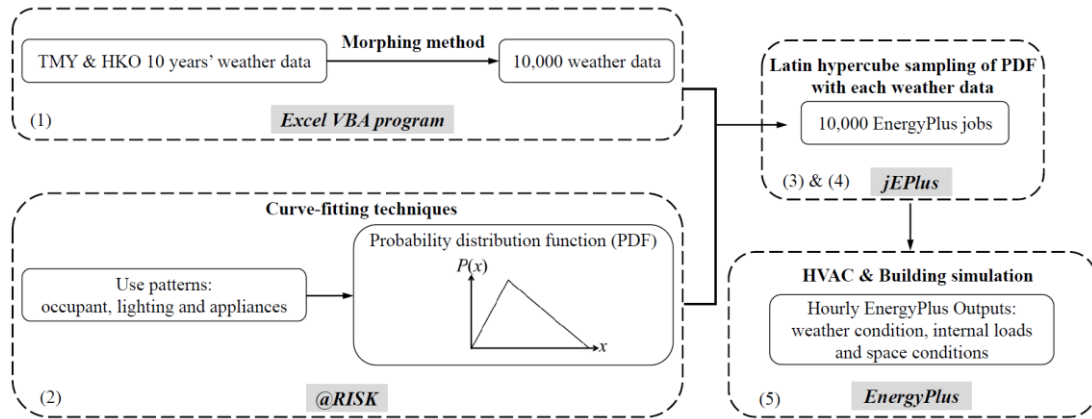 Morphing method
TMY & HKO 10 years' weather data
10,000 weather data
(1)
Excel VBA program
Curve-fitting techniques
Use patterns:
occupant, lighting and appliances
Probability distribution function (PDF)
P(x)
x
(2)
@RISK
Latin hypercube sampling of PDF
with each weather data
10,000 EnergyPlus jobs
(3) & (4)
jEPlus
HVAC & Building simulation
Hourly EnergyPlus Outputs:
weather condition, internal loads
and space conditions
(5)
EnergyPlus